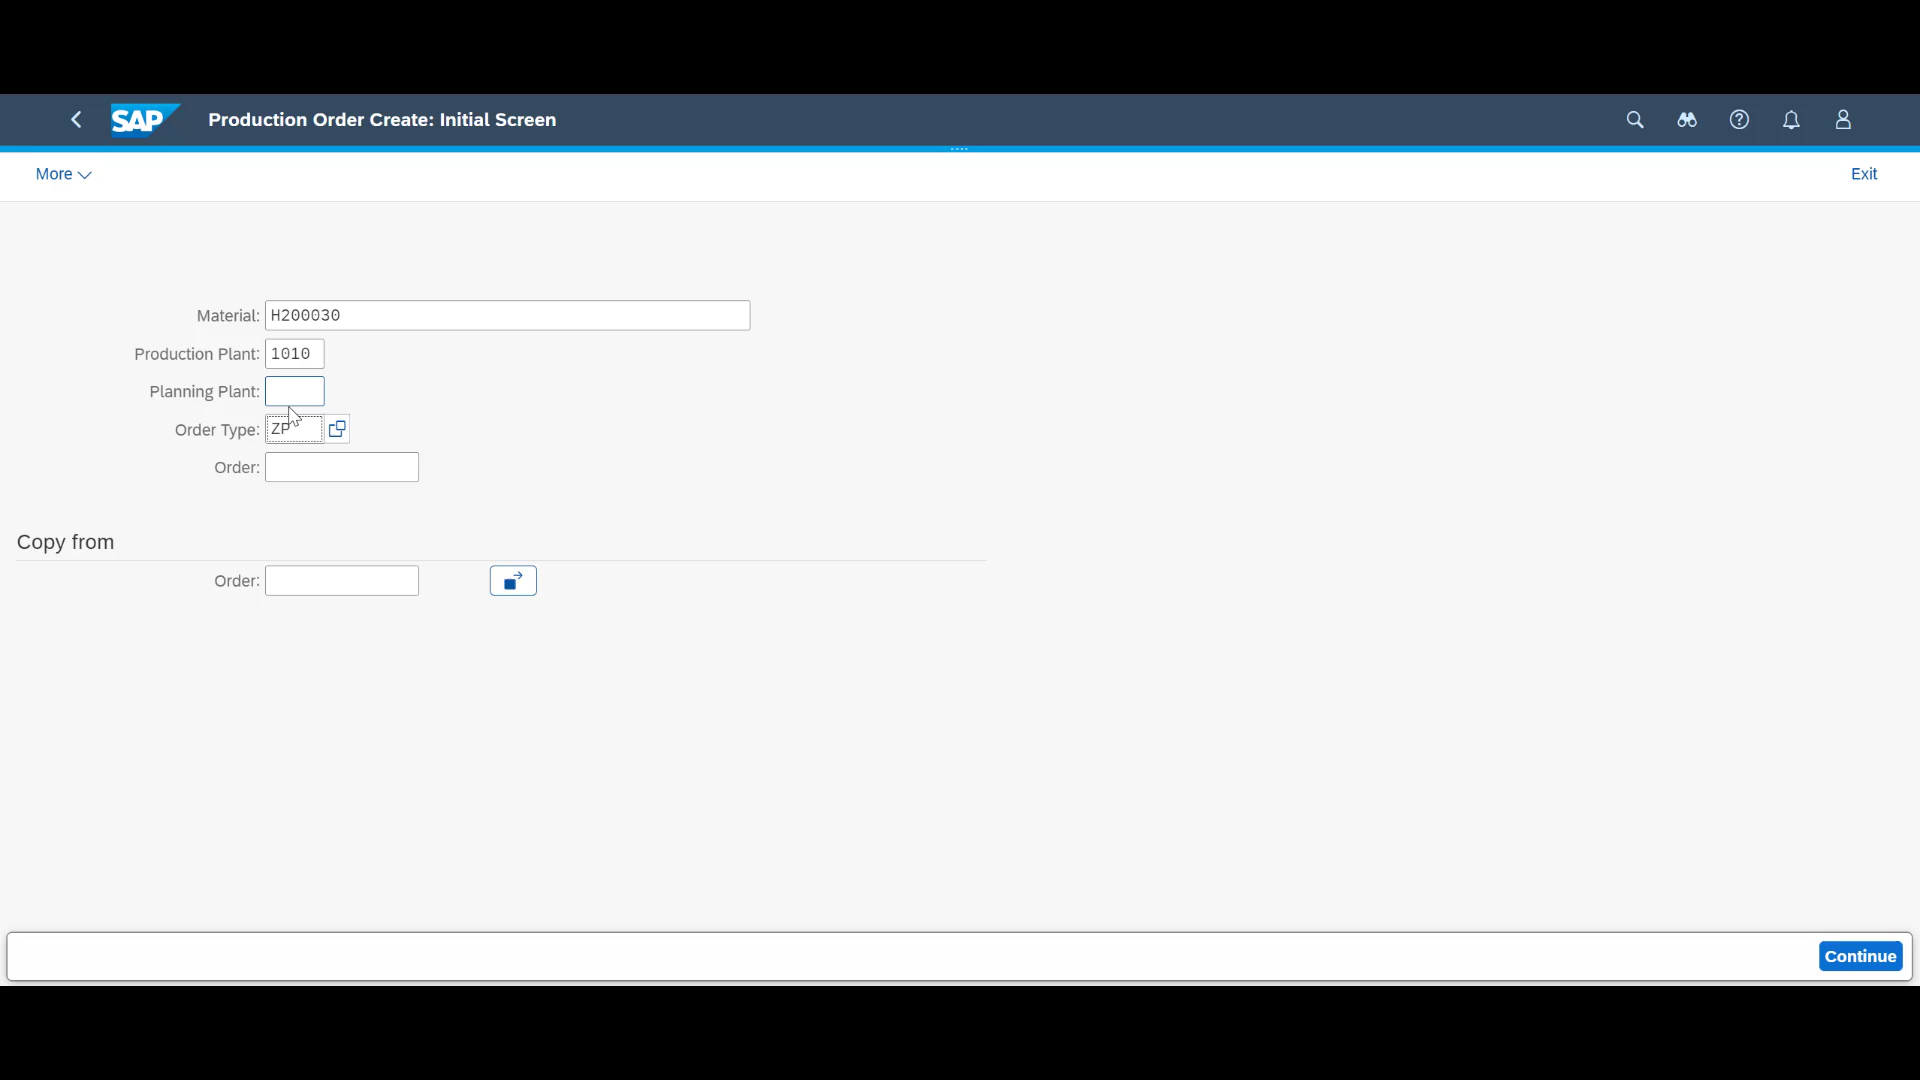 SAP Production Order Create: Initial Screen
More Exit
Material: H200030
Production Plant: 1010
Planning Plant:
Order Type: ZP
Order:
Copy from
Order:
Continue